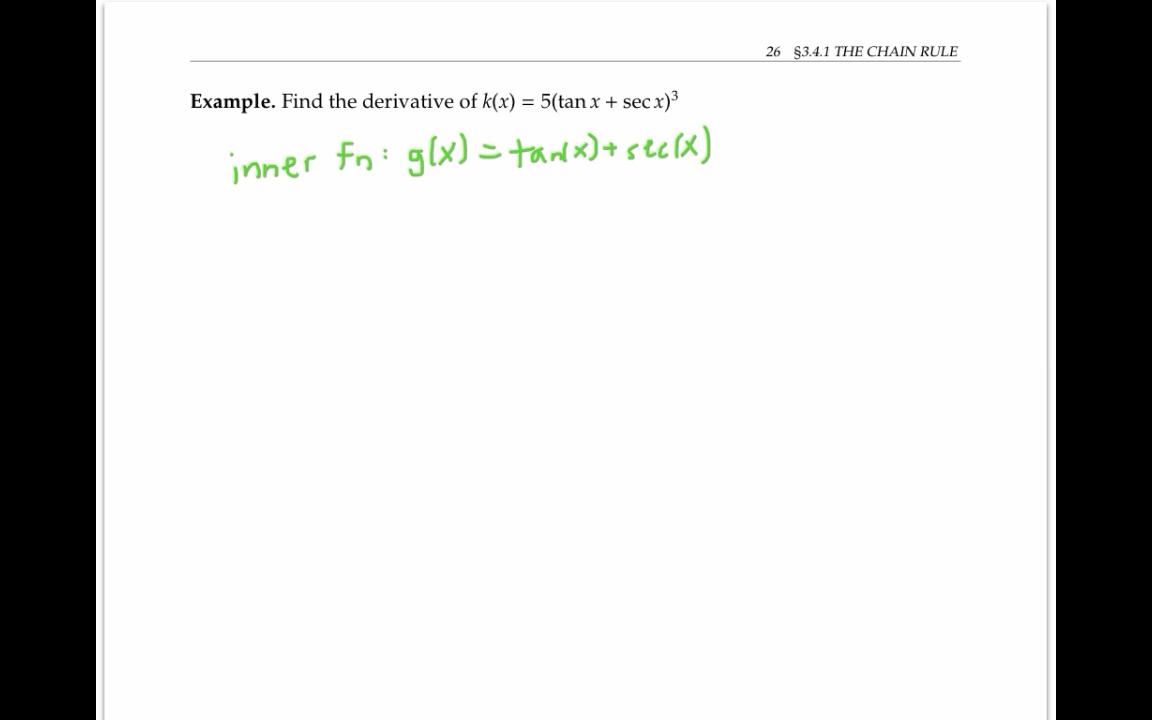 26 §3.4.1 THE CHAIN RULE
Example. Find the derivative of k(x) = 5(tan x + sec x)³
inner fn: g(x) = tan(x) + sec(x)